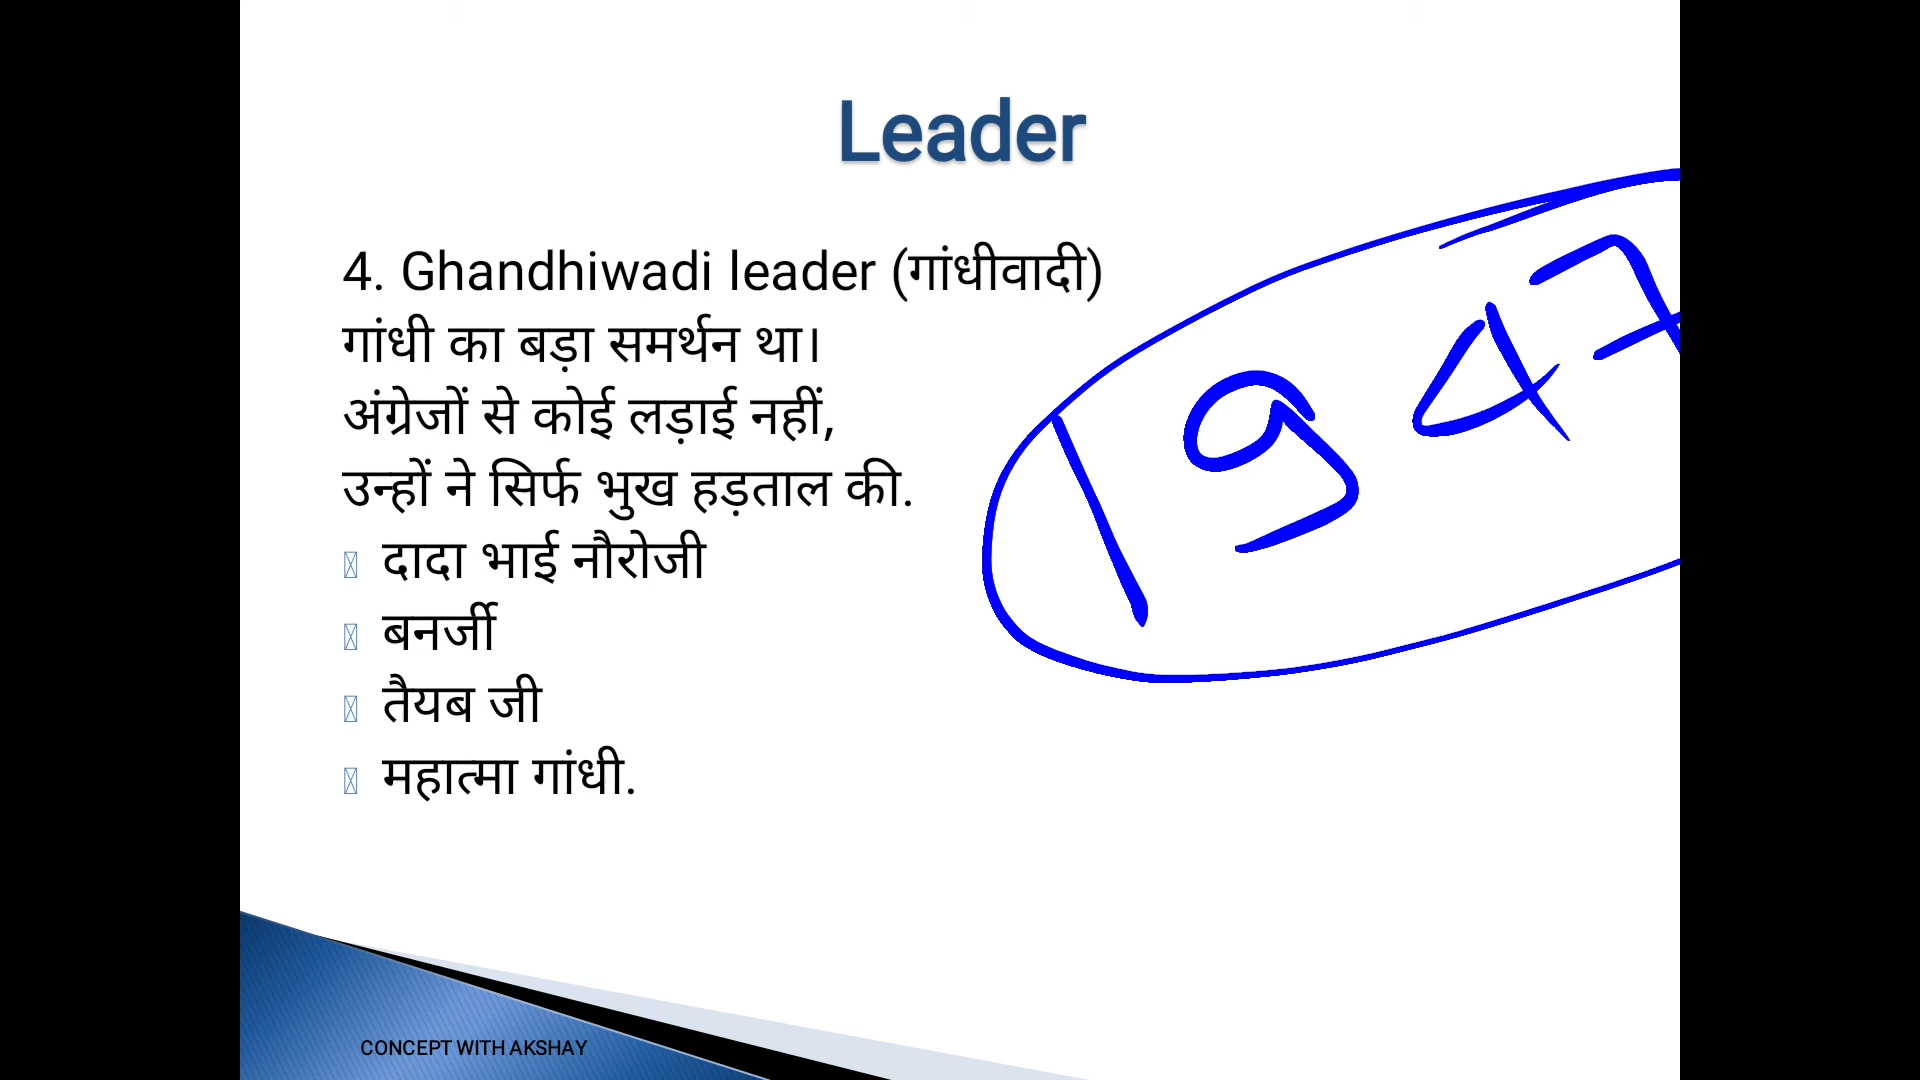 Leader
4. Ghandhiwadi leader (गांधीवादी)
गांधी का बड़ा समर्थन था।
अंग्रेजों से कोई लड़ाई नहीं,
उन्हों ने सिर्फ भुख हड़ताल की.
दादा भाई नौरोजी
बनर्जी
तैयब जी
महात्मा गांधी.
1947
CONCEPT WITH AKSHAY